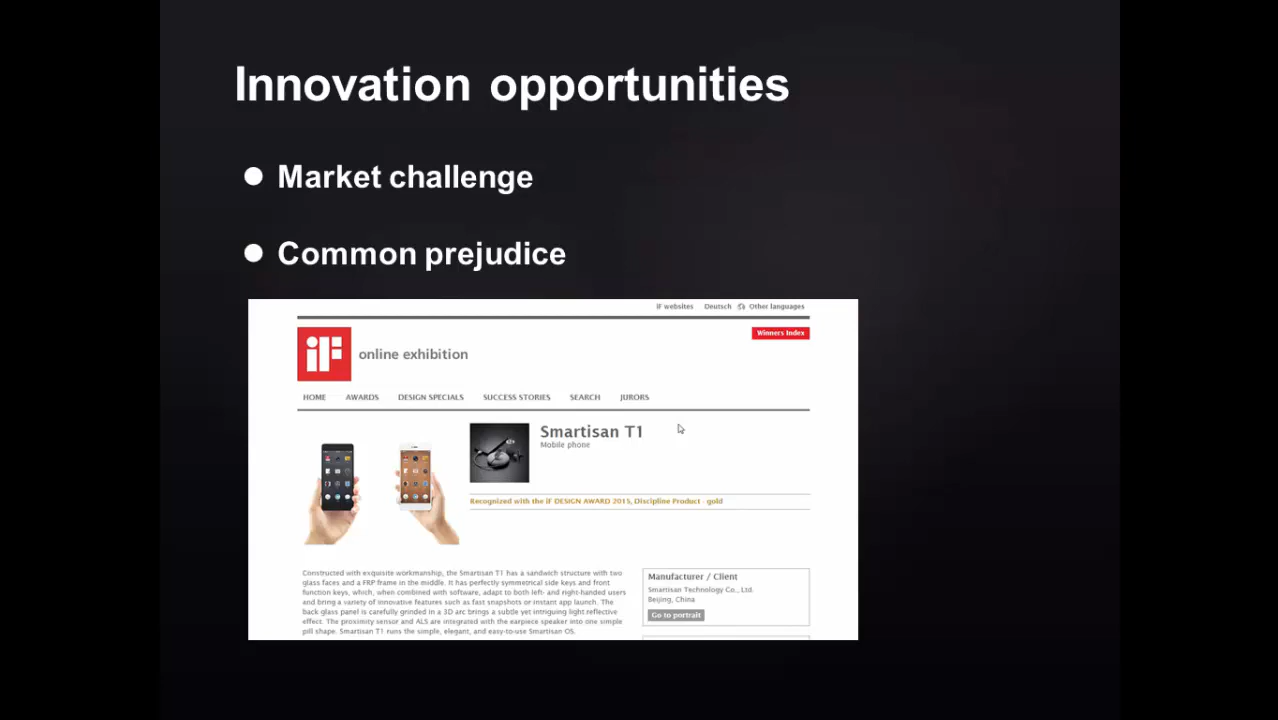 Innovation opportunities
Market challenge
Common prejudice
iF websites Deutsch Other languages
Winners Index
iF online exhibition
HOME AWARDS DESIGN SPECIALS SUCCESS STORIES SEARCH JURORS
Smartisan T1
Mobile phone
Recognized with the iF DESIGN AWARD 2015, Discipline Product - gold
Constructed with exquisite workmanship, the Smartisan T1 has a sandwich structure with two
glass faces and a FRP frame in the middle. It has perfectly symmetrical side keys and front
function keys, which, when combined with software, adapt to both left- and right-handed users
and bring a variety of innovative features such as fast snapshots or instant app launch. The
back glass panel is carefully grinded in a 3D arc brings a subtle yet intriguing light reflective
effect. The proximity sensor and ALS are integrated with the earpiece speaker into one simple
pill shape. Smartisan T1 runs the simple, elegant, and easy-to-use Smartisan OS.
Manufacturer / Client
Smartisan Technology Co., Ltd.
Beijing, China
Go to portrait